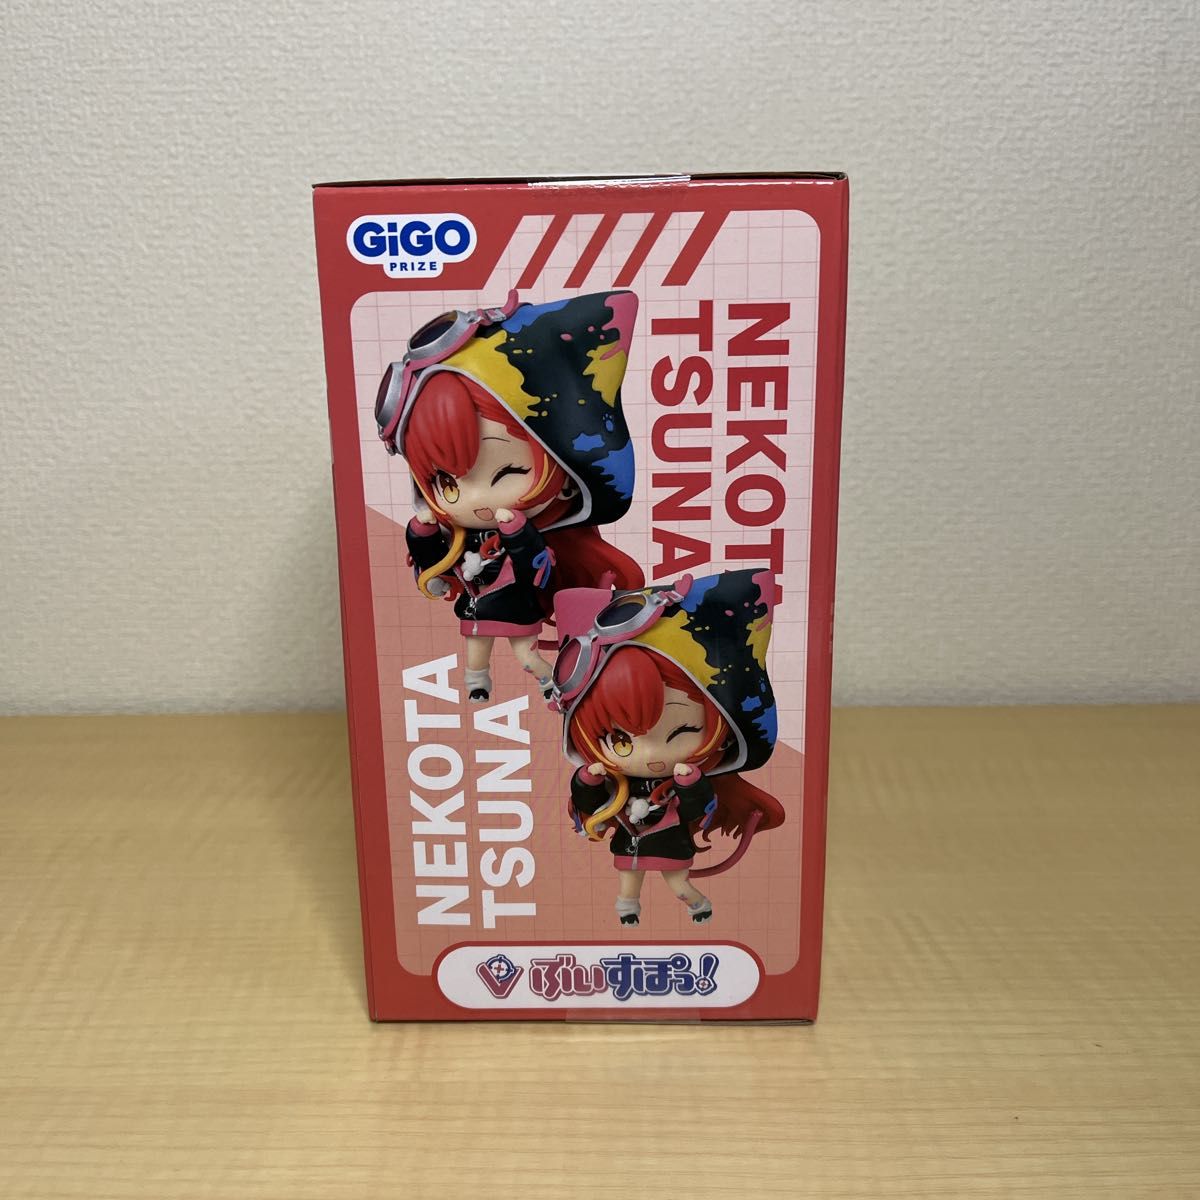 GiGO
PRIZE
NEKOTA
TSUNA
NEKOTA
TSUNA
ぶいすぽっ!